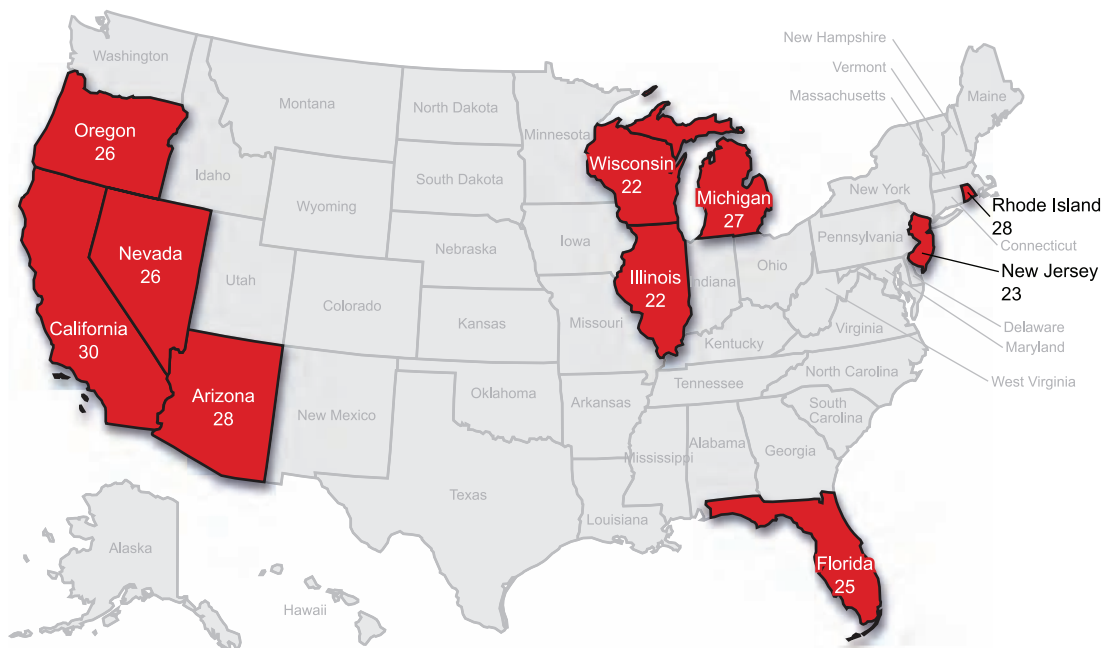 New Hampshire
Vermont
Massachusetts
Washington
Montana
North Dakota
Minnesota
Maine
Oregon
26
Idaho
Wyoming
South Dakota
Wisconsin
22
Michigan
27
New York
Rhode Island
28
Connecticut
New Jersey
23
Nevada
26
Utah
Colorado
Nebraska
Kansas
Iowa
Illinois
22
Indiana
Ohio
Pennsylvania
Missouri
Kentucky
Virginia
Delaware
Maryland
West Virginia
California
30
Arizona
28
New Mexico
Oklahoma
Arkansas
Tennessee
North Carolina
South
Carolina
Texas
Louisiana
Mississippi
Alabama
Georgia
Florida
25
Alaska
Hawaii